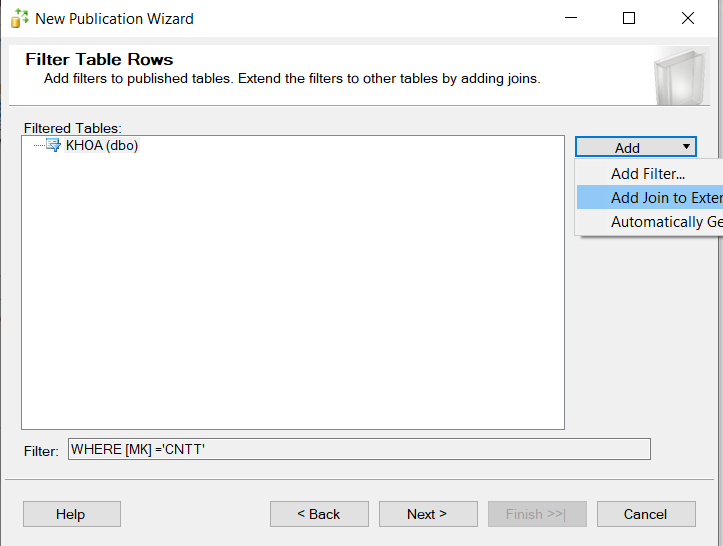 New Publication Wizard
Filter Table Rows
Add filters to published tables. Extend the filters to other tables by adding joins.
Filtered Tables:
KHOA (dbo)
Add
Add Filter...
Add Join to Exter
Automatically Ge
Filter:
WHERE [MK] ='CNTT'
Help
< Back
Next >
Finish >>|
Cancel